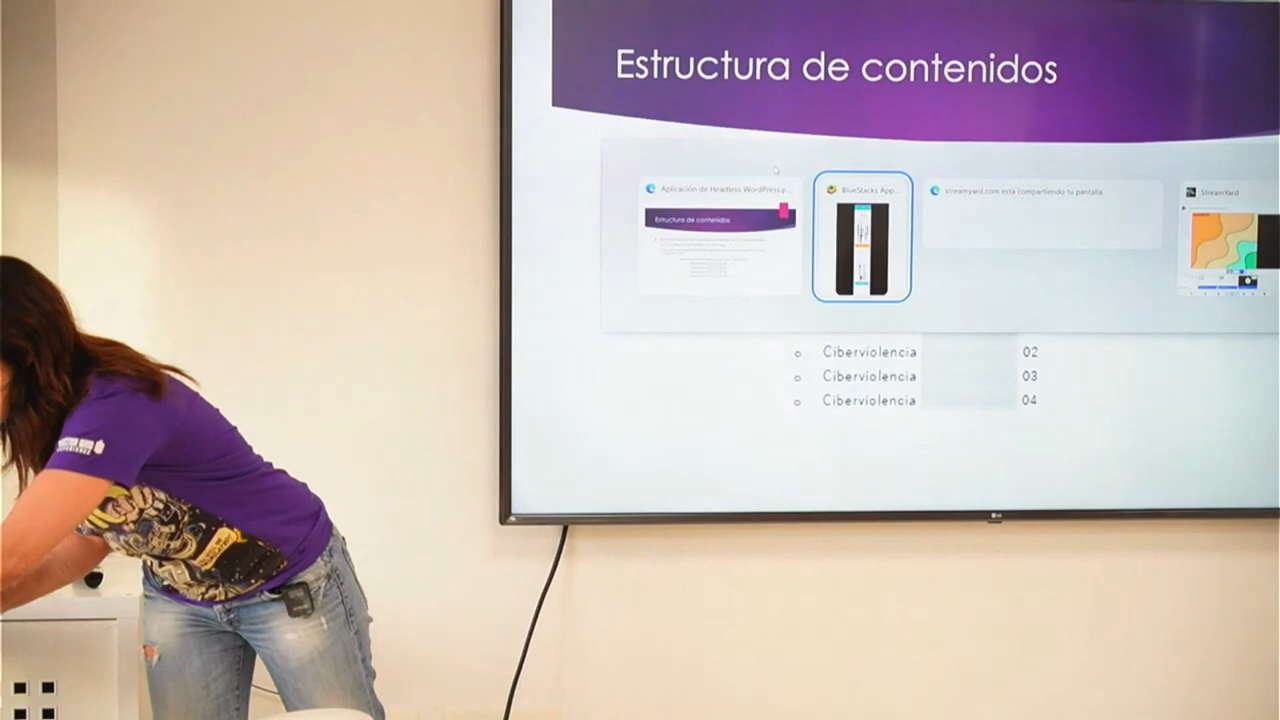 Estructura de contenidos
Aplicación de Headless WordPress.p...
BlueStacks App...
streamyard.com está compartiendo tu pantalla.
StreamYard
Estructura de contenidos
Ciberviolencia 02
Ciberviolencia 03
Ciberviolencia 04
LG